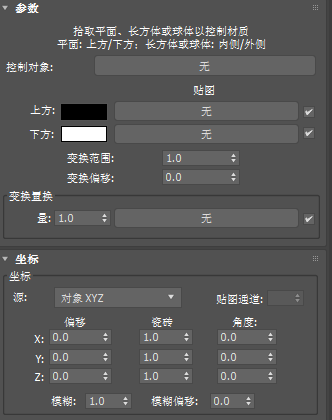 参数
拾取平面、长方体或球体以控制材质
平面: 上方/下方；长方体或球体: 内侧/外侧
控制对象: 无
贴图
上方: 无
下方: 无
变换范围: 1.0
变换偏移: 0.0
变换置换
量: 1.0 无
坐标
坐标
源: 对象 XYZ 贴图通道:
偏移 瓷砖 角度:
X: 0.0 1.0 0.0
Y: 0.0 1.0 0.0
Z: 0.0 1.0 0.0
模糊: 1.0 模糊偏移: 0.0